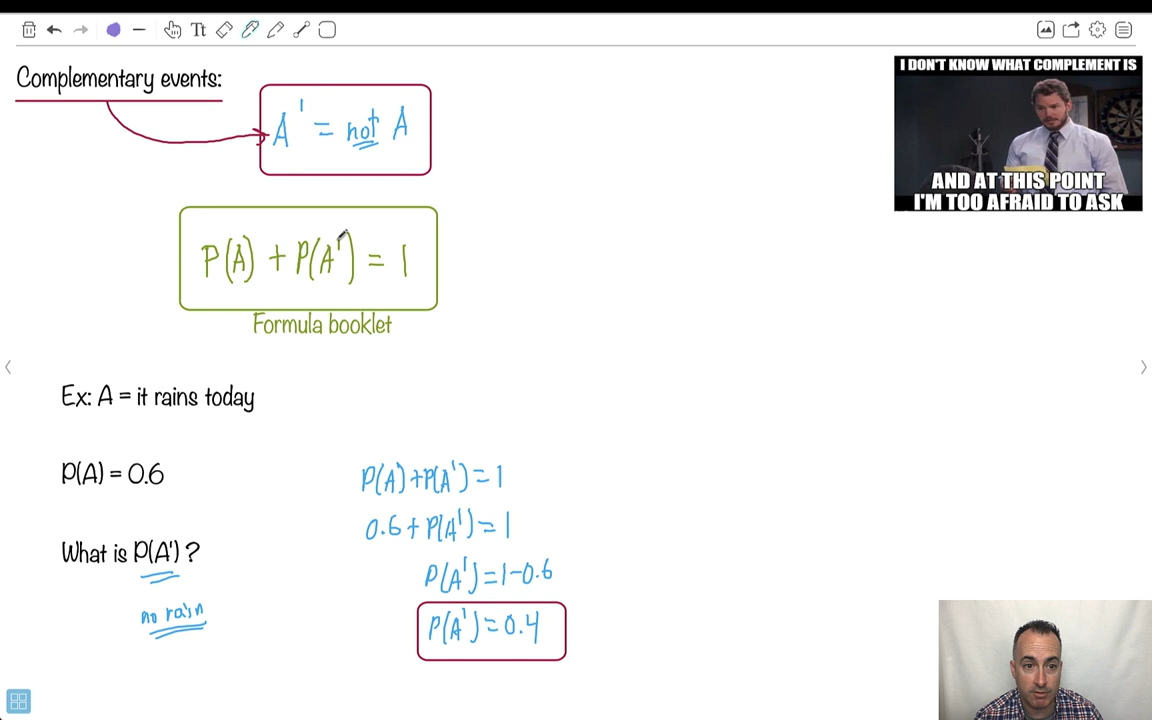 Tt
Complementary events:
A' = not A
I DON'T KNOW WHAT COMPLEMENT IS
AND AT THIS POINT
I'M TOO AFRAID TO ASK
P(A) + P(A') = 1
Formula booklet
Ex: A = it rains today
P(A) = 0.6
What is P(A') ?
no rain
P(A)+P(A')=1
0.6+P(A')=1
P(A')=1-0.6
P(A')=0.4